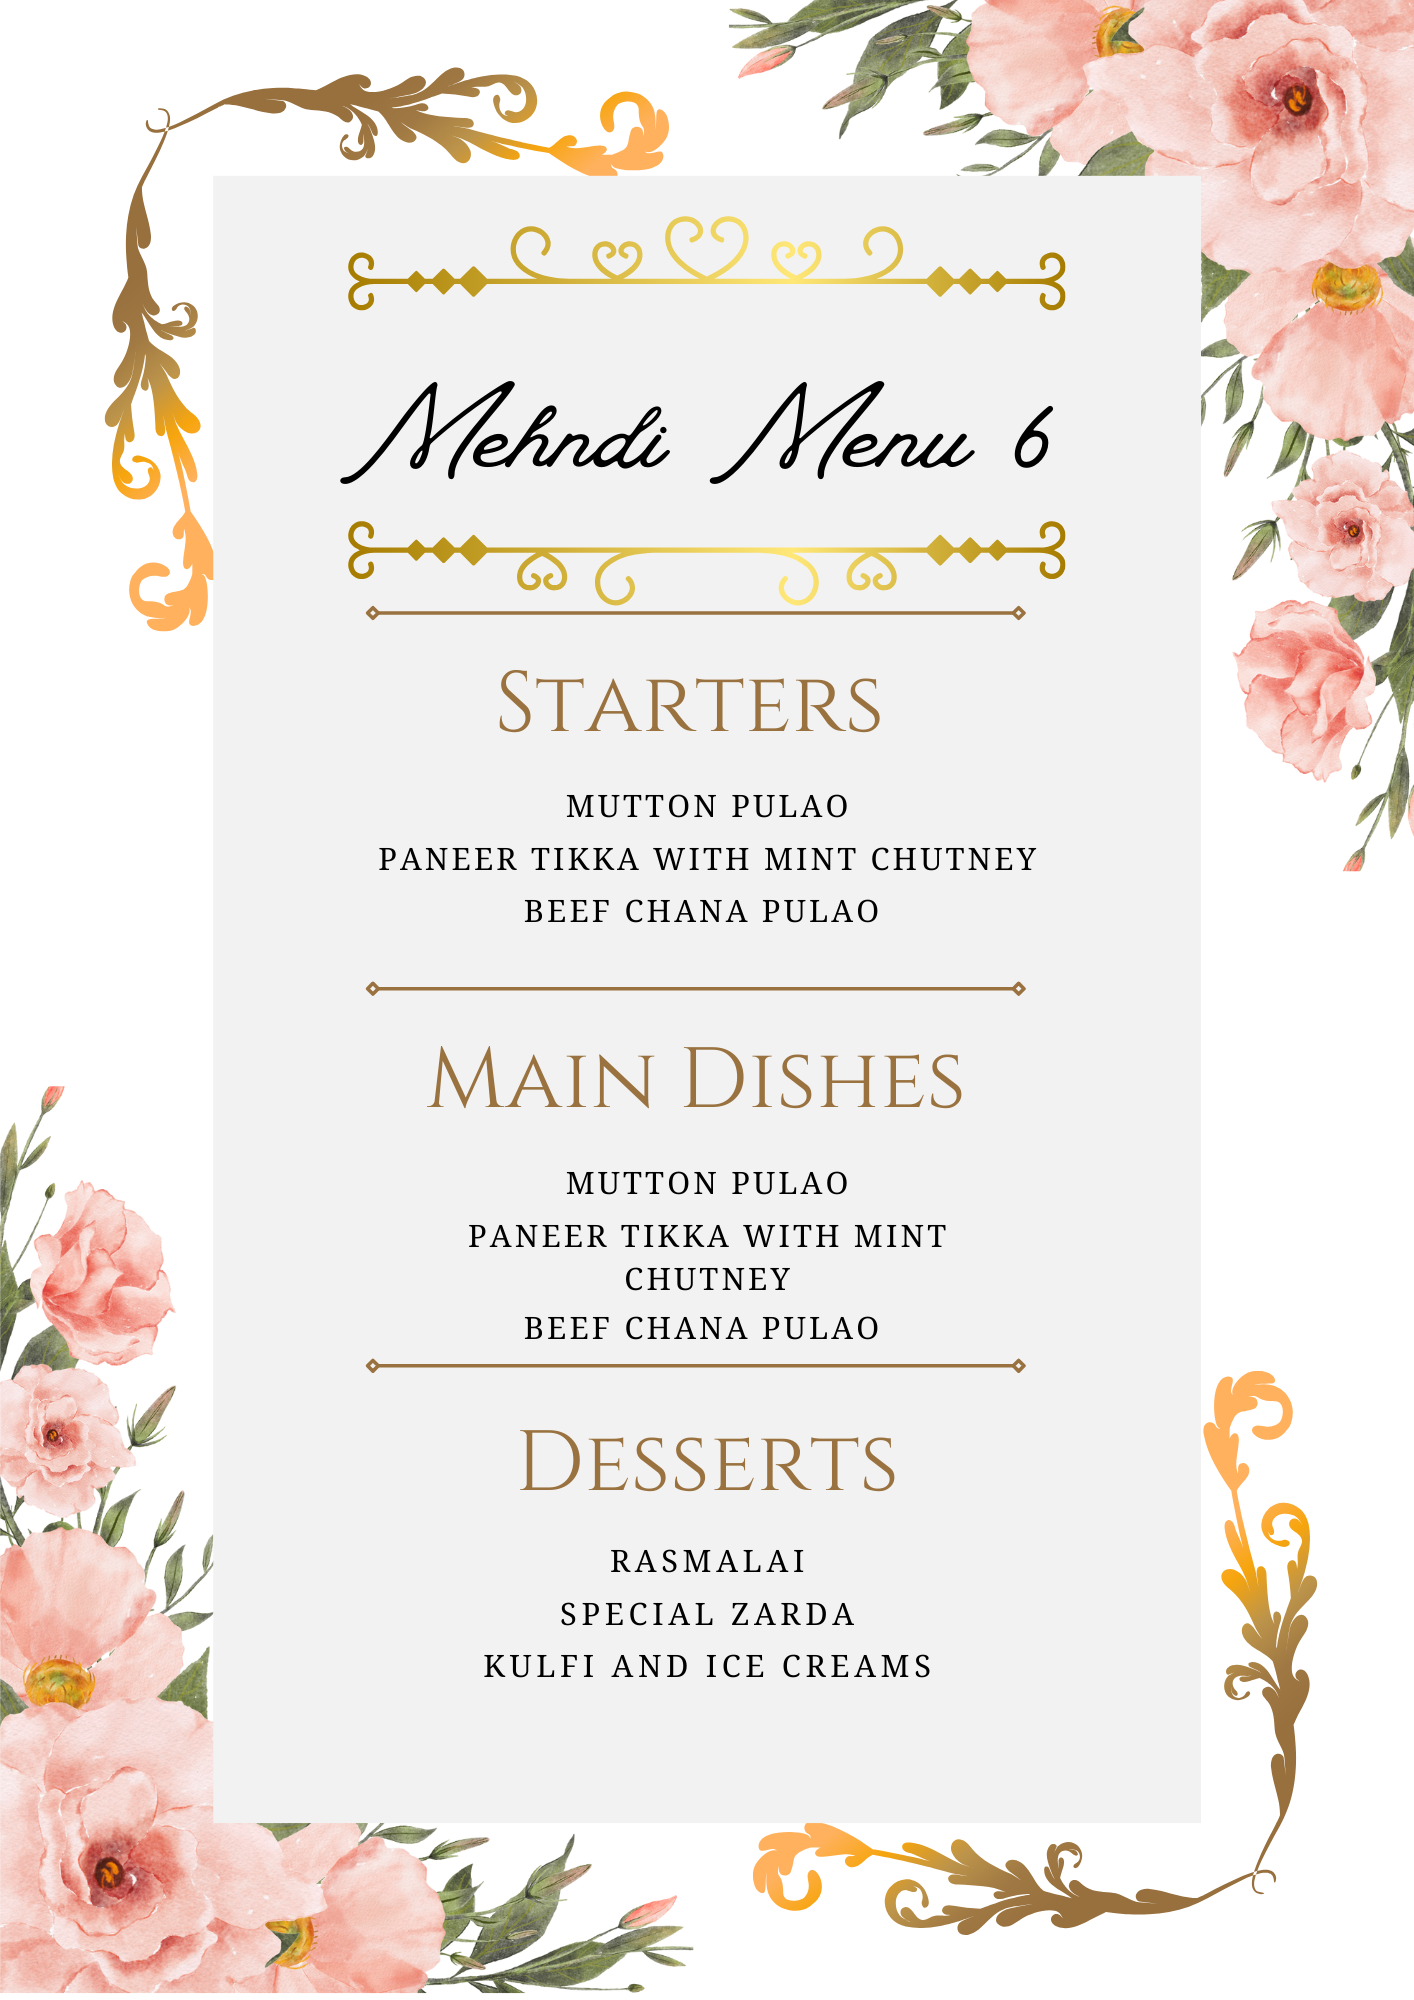 Mehndi Menu 6
Starters
MUTTON PULAO
PANEER TIKKA WITH MINT CHUTNEY
BEEF CHANA PULAO
Main Dishes
MUTTON PULAO
PANEER TIKKA WITH MINT
CHUTNEY
BEEF CHANA PULAO
Desserts
RASMALAI
SPECIAL ZARDA
KULFI AND ICE CREAMS